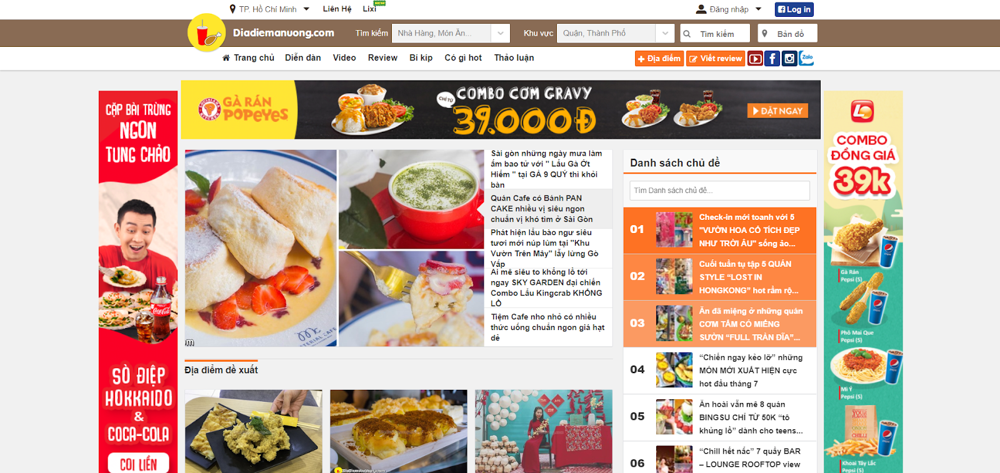 TP. Hồ Chí Minh
Liên Hệ
Lixi
NEW
Đăng nhập
Log in
Diadiemanuong.com
Tìm kiếm
Nhà Hàng, Món Ăn...
Khu vực
Quận, Thành Phố
Tìm kiếm
Bản đồ
Trang chủ
Diễn đàn
Video
Review
Bí kíp
Có gì hot
Thảo luận
Địa điểm
Viết review
Zalo
CẶP BÀI TRÙNG
NGON
TUNG CHẢO
Coca-Cola
SÒ ĐIỆP
HOKKAIDO
&
COCA-COLA
COI LIỀN
LOUISIANA KITCHEN
GÀ RÁN
POPEYES
CHỈ TỪ
COMBO CƠM GRAVY
39.000Đ
ĐẶT NGAY
Sài gòn những ngày mưa làm
ấm bao tử với " Lẩu Gà Ớt
Hiểm " tại GÀ 9 QUÝ thì khỏi
bàn
Quán Cafe có Bánh PAN
CAKE nhiều vị siêu ngon
chuẩn vị khó tìm ở Sài Gòn
Phát hiện lẩu bào ngư siêu
tươi mới núp lùm tại "Khu
Vườn Trên Mây" lẫy lừng Gò
Vấp
Ai mê siêu to khổng lồ tới
ngay SKY GARDEN đại chiến
Combo Lẩu Kingcrab KHỔNG
LỒ
Tiệm Cafe nho nhỏ có nhiều
thức uống chuẩn ngon giá hạt
dẻ
om
Danh sách chủ đề
Tìm Danh sách chủ đề...
01
Check-in mới toanh với 5
"VƯỜN HOA CỔ TÍCH ĐẸP
NHƯ TRỜI ÂU" sống ảo...
02
Cuối tuần tụ tập 5 QUÁN
STYLE “LOST IN
HONGKONG” hot rầm rộ...
03
Ăn đã miệng ở những quán
CƠM TẤM CÓ MIẾNG
SƯỜN “FULL TRÀN ĐĨA”...
04
“Chiến ngay kẻo lỡ” những
MÓN MỚI XUẤT HIỆN cực
hot đầu tháng 7
05
Ăn hoài vẫn mê 8 quán
BINGSU CHỈ TỪ 50K “tô
khủng lồ” dành cho teens...
06
“Chill hết nấc” 7 quầy BAR
– LOUNGE ROOFTOP view
COMBO
ĐỒNG GIÁ
39k
Gà Rán
Pepsi (S)
Phô Mai Que
Pepsi (S)
Mì Ý
Pepsi (S)
Khoai Tây Lắc
Pepsi (S)
Địa điểm đề xuất